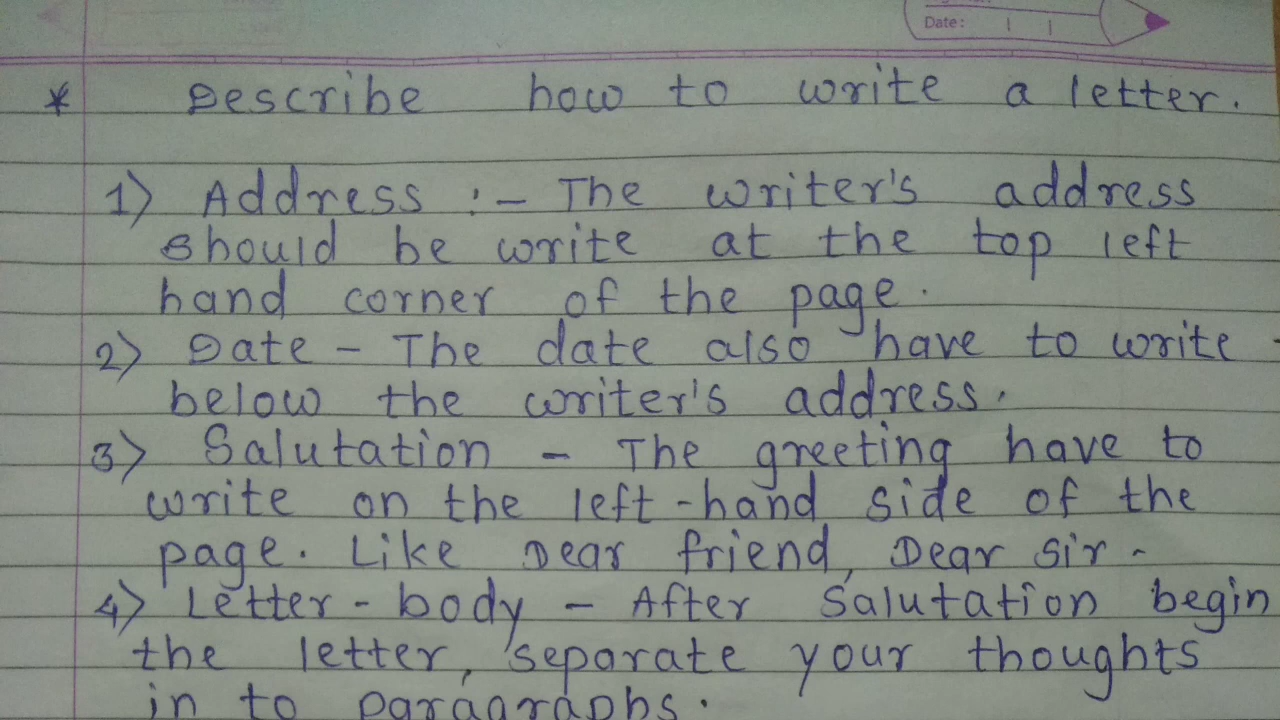 Date:
* Describe how to write a letter.
1) Address :- The writer's address
should be write at the top left
hand corner of the page.
2) Date - The date also have to write
below the writer's address.
3) Salutation - The greeting have to
write on the left-hand side of the
page. Like Dear friend, Dear Sir -
4) Letter-body - After Salutation begin
the letter, separate your thoughts
in to paragraphs.